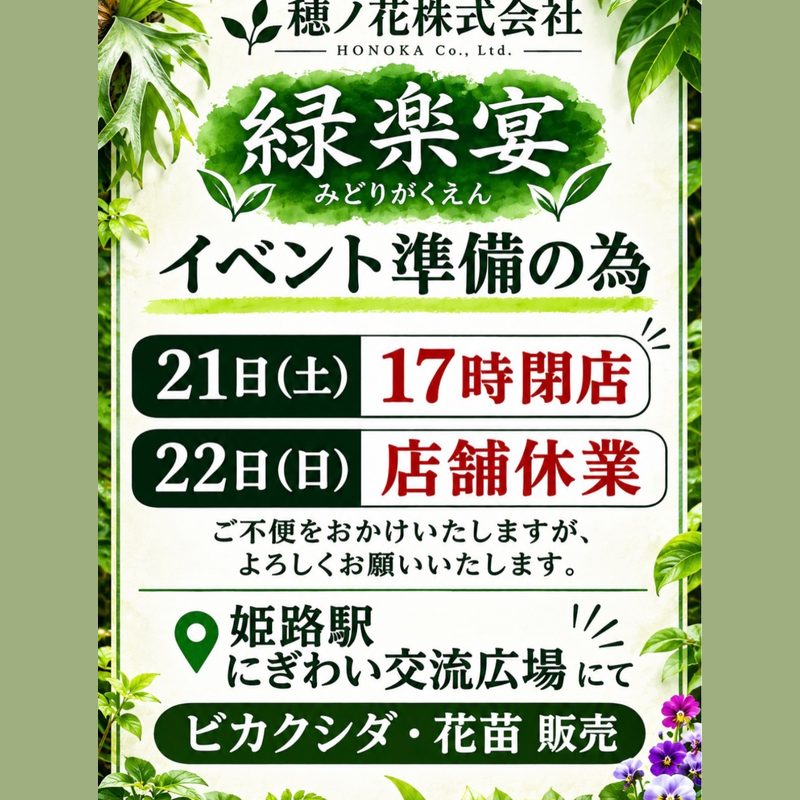 穂ノ花株式会社
HONOKA Co., Ltd.
緑楽宴
みどりがくえん
イベント準備の為
21日(土) 17時閉店
22日(日) 店舗休業
ご不便をおかけいたしますが、
よろしくお願いいたします。
姫路駅
にぎわい交流広場にて
ビカクシダ・花苗 販売